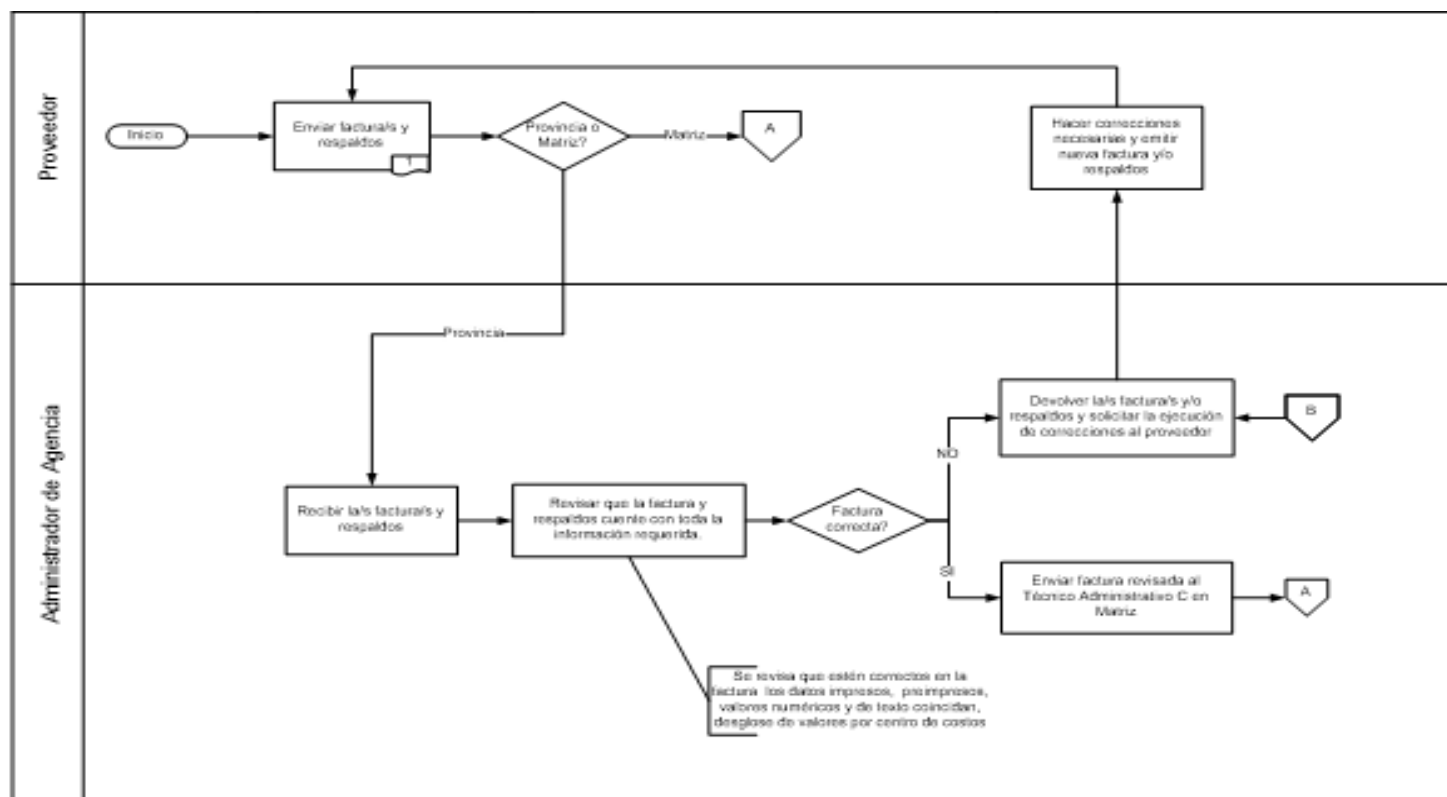 Proveedor
Inicio
Enviar factura/s y
respaldos
1
Provincia o
Matriz?
Matriz
A
Hacer correcciones
necesarias y emitir
nueva factura y/o
respaldos
Administrador de Agencia
Provincia
Recibir la/s factura/s y
respaldos
Revisar que la factura y
respaldos cuente con toda la
información requerida.
Factura
correcta?
NO
Devolver la/s factura/s y/o
respaldos y solicitar la ejecución
de correcciones al proveedor
B
SI
Enviar factura revisada al
Técnico Administrativo C en
Matriz
A
Se revisa que estén correctos en la
factura los datos impresos, preimpresos,
valores numéricos y de texto coincidan,
desglose de valores por centro de costos